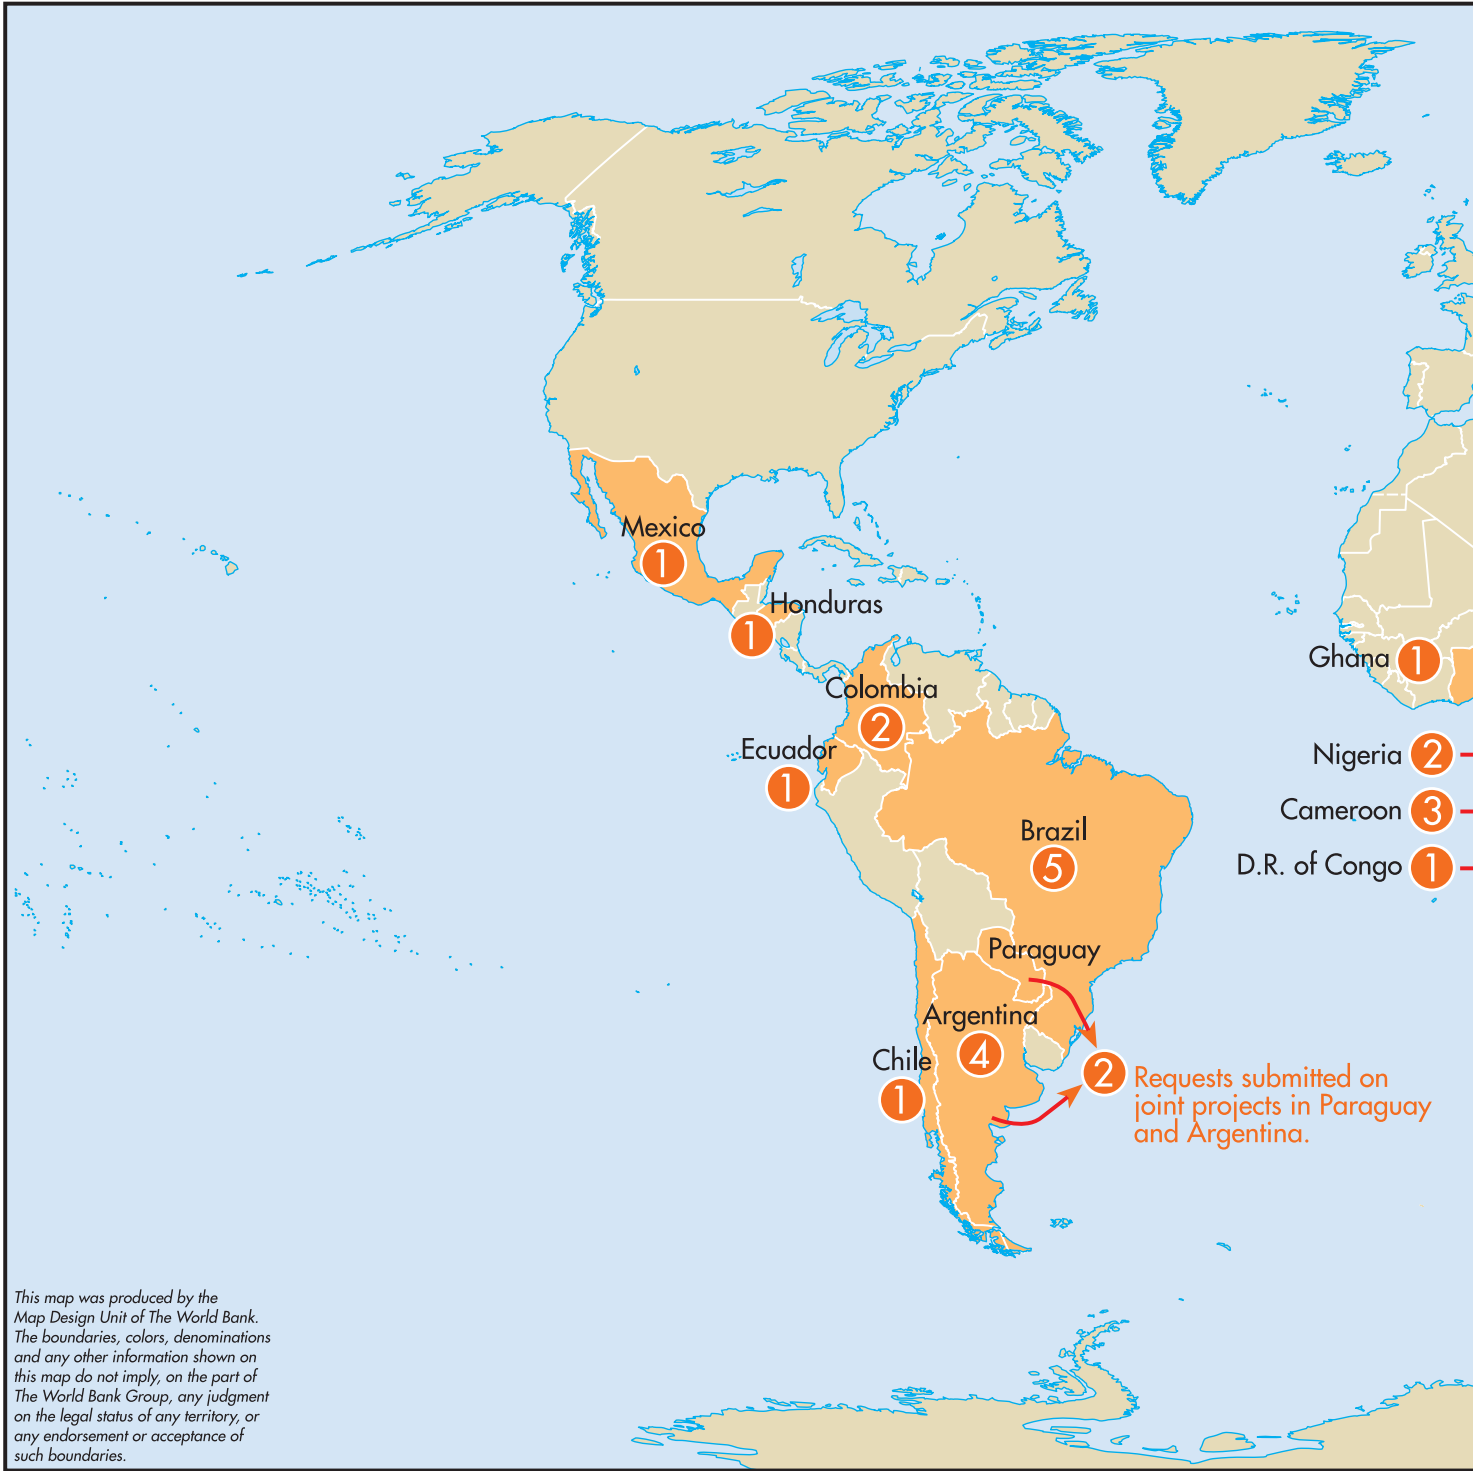 Mexico
1
Honduras
1
Colombia
2
Ecuador
1
Ghana 1
Nigeria 2
Cameroon 3
D.R. of Congo 1
Brazil
5
Paraguay
Argentina
4
Chile
1
2
Requests submitted on
joint projects in Paraguay
and Argentina.
This map was produced by the
Map Design Unit of The World Bank.
The boundaries, colors, denominations
and any other information shown on
this map do not imply, on the part of
The World Bank Group, any judgment
on the legal status of any territory, or
any endorsement or acceptance of
such boundaries.